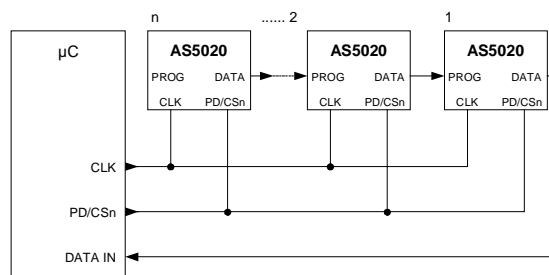 n ...... 2 1
µC
AS5020 AS5020 AS5020
PROG DATA PROG DATA PROG DATA
CLK PD/CSn CLK PD/CSn CLK PD/CSn
CLK
PD/CSn
DATA IN